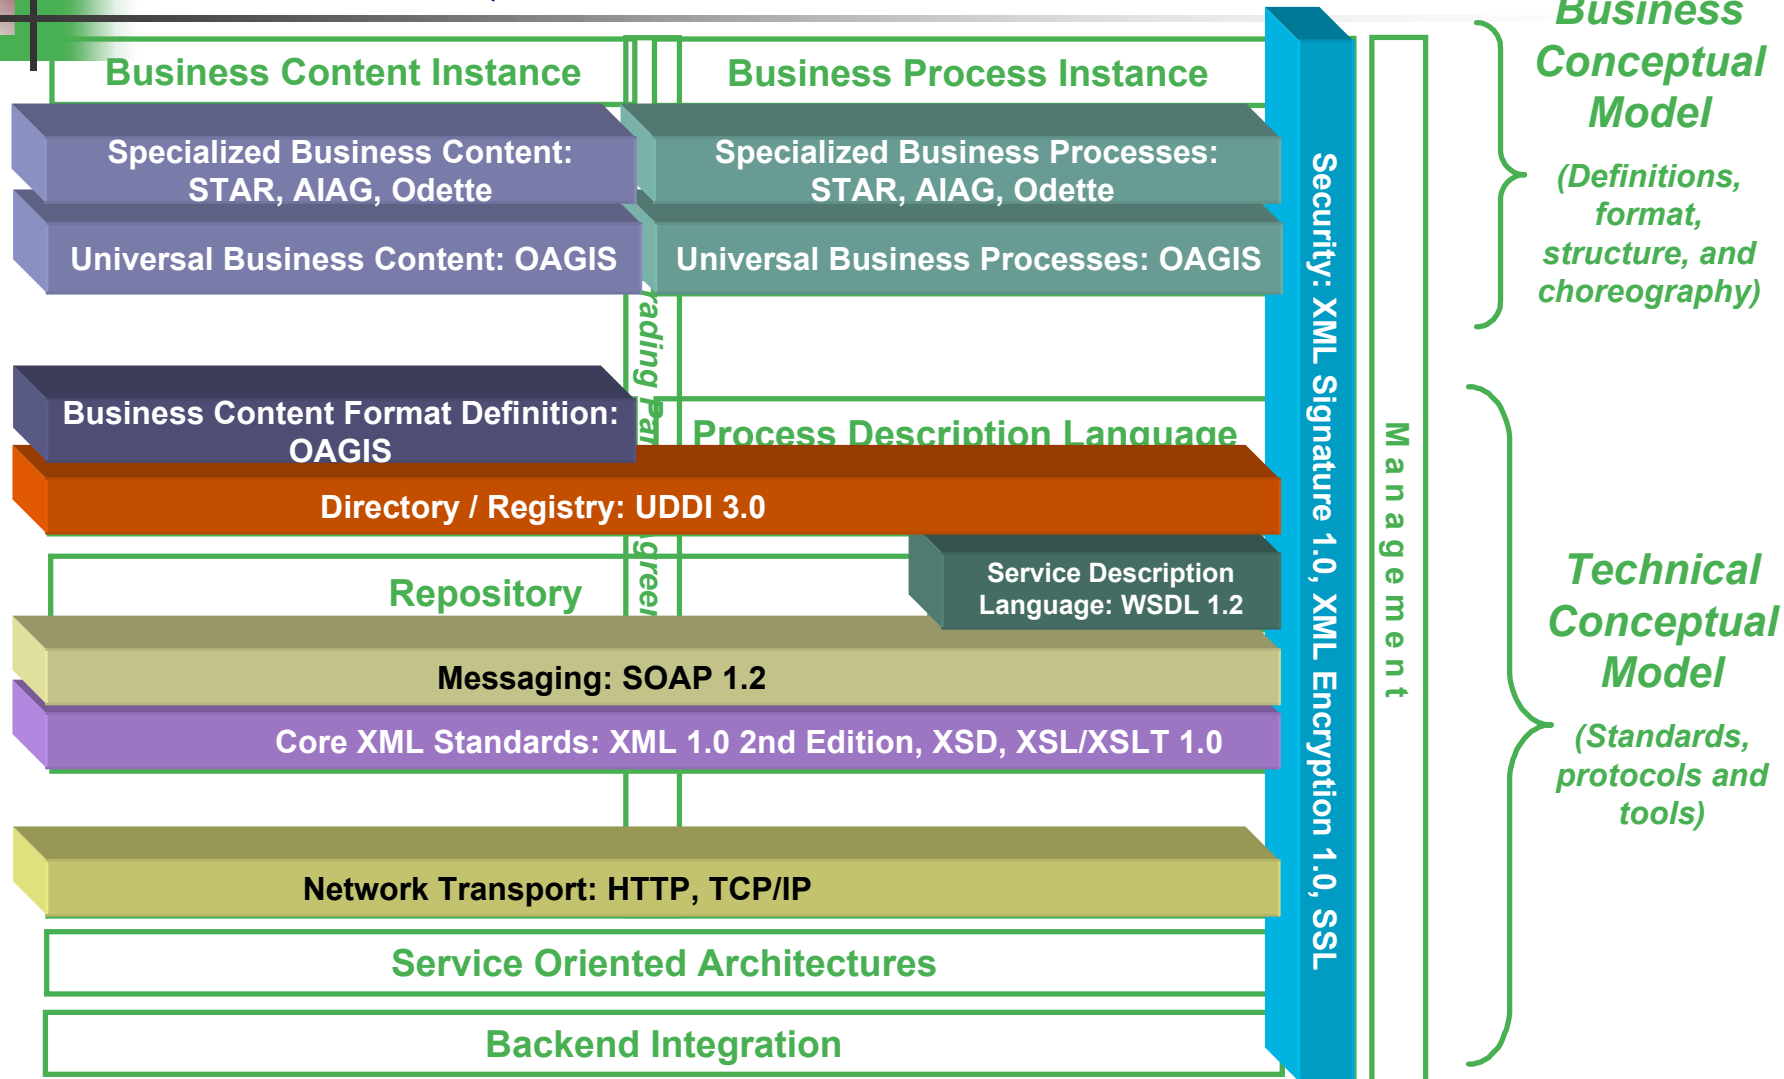 Business Content Instance
Business Process Instance
Specialized Business Content:
STAR, AIAG, Odette
Specialized Business Processes:
STAR, AIAG, Odette
Universal Business Content: OAGIS
Universal Business Processes: OAGIS
Business Content Format Definition:
OAGIS
Process Description Language
Directory / Registry: UDDI 3.0
Repository
Service Description
Language: WSDL 1.2
Messaging: SOAP 1.2
Core XML Standards: XML 1.0 2nd Edition, XSD, XSL/XSLT 1.0
Network Transport: HTTP, TCP/IP
Service Oriented Architectures
Backend Integration
Security: XML Signature 1.0, XML Encryption 1.0, SSL
Management
Business
Conceptual
Model
(Definitions,
format,
structure, and
choreography)
Technical
Conceptual
Model
(Standards,
protocols and
tools)